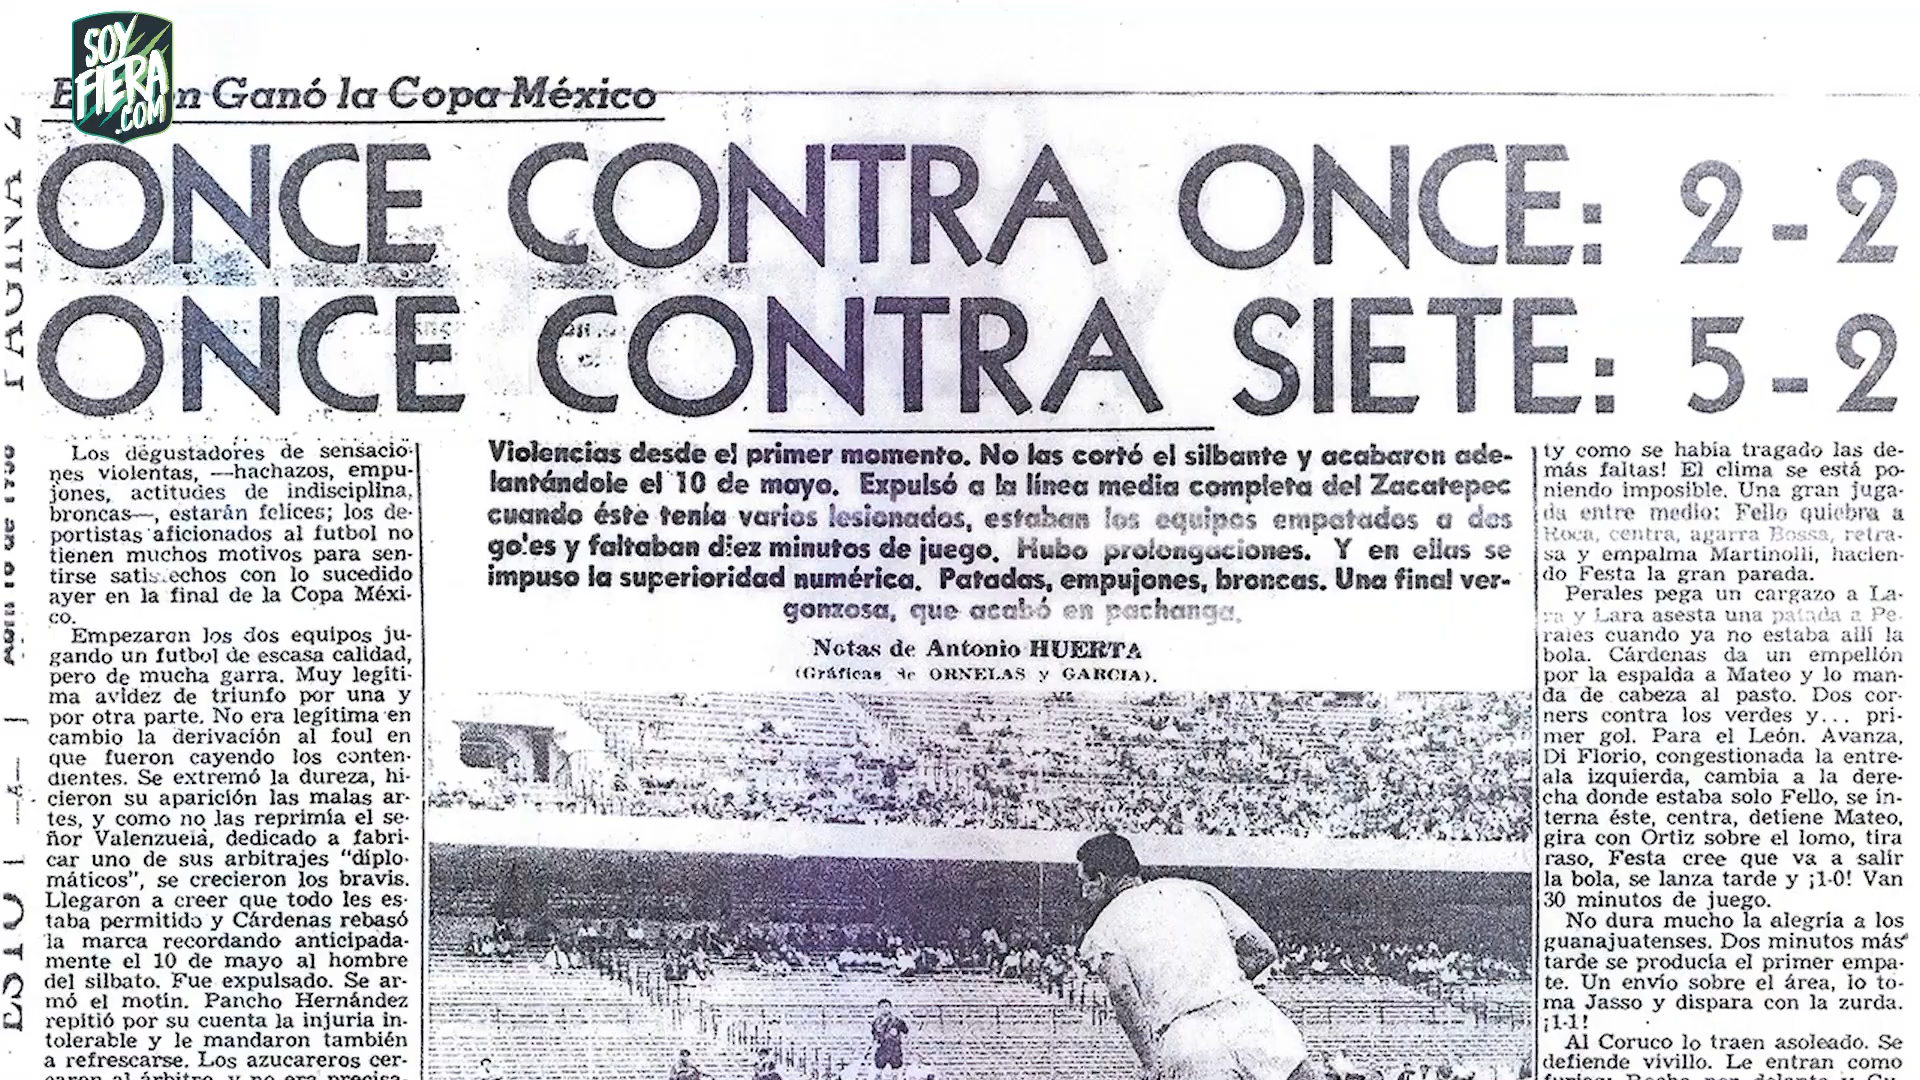 SOY
FIERA
.COM
n Ganó la Copa México
ONCE CONTRA ONCE: 2-2
ONCE CONTRA SIETE: 5-2
Violencias desde el primer momento. No las cortó el silbante y acabaron ade-
lantándole el 10 de mayo. Expulsó a la línea media completa del Zacatepec
cuando éste tenía varios lesionados, estaban los equipos empatados a dos
goles y faltaban diez minutos de juego. Hubo prolongaciones. Y en ellas se
impuso la superioridad numérica. Patadas, empujones, broncas. Una final ver-
gonzosa, que acabó en pachanga.
Notas de Antonio HUERTA
(Gráficas de ORNELAS y GARCIA).
Los degustadores de sensacio-
nes violentas, —hachazos, empu-
jones, actitudes de indisciplina,
broncas—, estarán felices; los de-
portistas aficionados al futbol no
tienen muchos motivos para sen-
tirse satisfechos con lo sucedido
ayer en la final de la Copa Méxi-
co.
Empezaron los dos equipos ju-
gando un futbol de escasa calidad,
pero de mucha garra. Muy legíti-
ma avidez de triunfo por una y
por otra parte. No era legítima en
cambio la derivación al foul en
que fueron cayendo los conten-
dientes. Se extremó la dureza, hi-
cieron su aparición las malas ar-
tes, y como no las reprimía el se-
ñor Valenzuela, dedicado a fabri-
car uno de sus arbitrajes "diplo-
máticos", se crecieron los bravis.
Llegaron a creer que todo les es-
taba permitido y Cárdenas rebasó
la marca recordando anticipada-
mente el 10 de mayo al hombre
del silbato. Fue expulsado. Se ar-
mó el motín. Pancho Hernández
repitió por su cuenta la injuria in-
tolerable y le mandaron también
a refrescarse. Los azucareros cer-
caron al árbitro, y no era precisa-
ty como se había tragado las de-
más faltas! El clima se está po-
niendo imposible. Una gran juga-
da entre medio: Fello quiebra a
Roca, centra, agarra Bossa, retra-
sa y empalma Martinolli, hacien-
do Festa la gran parada.
Perales pega un cargazo a La-
ra y Lara asesta una patada a Pe-
rales cuando ya no estaba allí la
bola. Cárdenas da un empellón
por la espalda a Mateo y lo man-
da de cabeza al pasto. Dos cor-
ners contra los verdes y... pri-
mer gol. Para el León. Avanza,
Di Florio, congestionada la entre-
ala izquierda, cambia a la dere-
cha donde estaba solo Fello, se in-
terna éste, centra, detiene Mateo,
gira con Ortiz sobre el lomo, tira
raso, Festa cree que va a salir
la bola, se lanza tarde y ¡1-0! Van
30 minutos de juego.
No dura mucho la alegría a los
guanajuatenses. Dos minutos más
tarde se producía el primer empa-
te. Un envío sobre el área, lo to-
ma Jasso y dispara con la zurda.
¡1-1!
Al Coruco lo traen asoleado. Se
defiende vivillo. Le entran como
PAGINA 2
ESTO